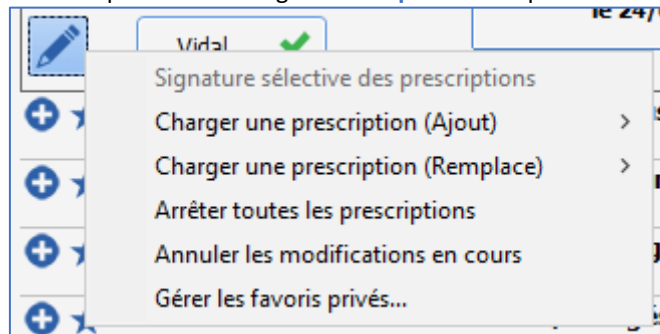 le 24/
Vidal
Signature sélective des prescriptions
Charger une prescription (Ajout)
Charger une prescription (Remplace)
Arrêter toutes les prescriptions
Annuler les modifications en cours
Gérer les favoris privés...